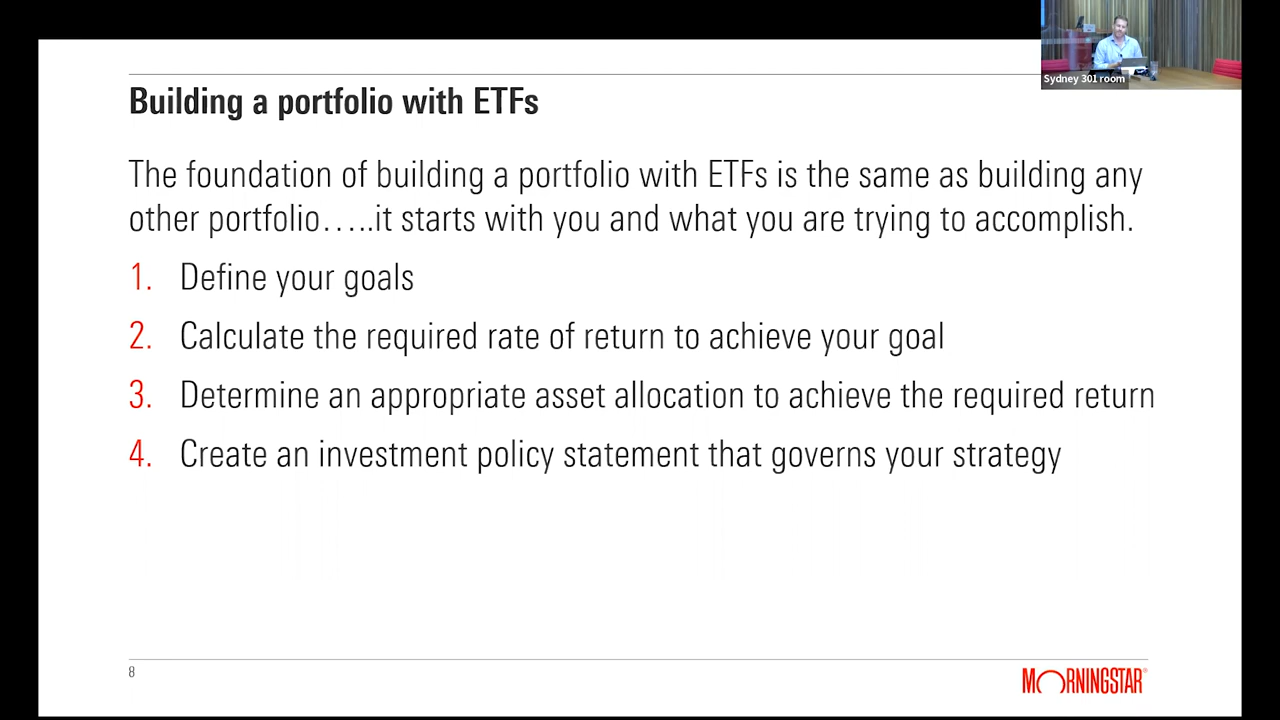 Sydney 301 room
Building a portfolio with ETFs
The foundation of building a portfolio with ETFs is the same as building any
other portfolio…..it starts with you and what you are trying to accomplish.
1. Define your goals
2. Calculate the required rate of return to achieve your goal
3. Determine an appropriate asset allocation to achieve the required return
4. Create an investment policy statement that governs your strategy
8
MORNINGSTAR®